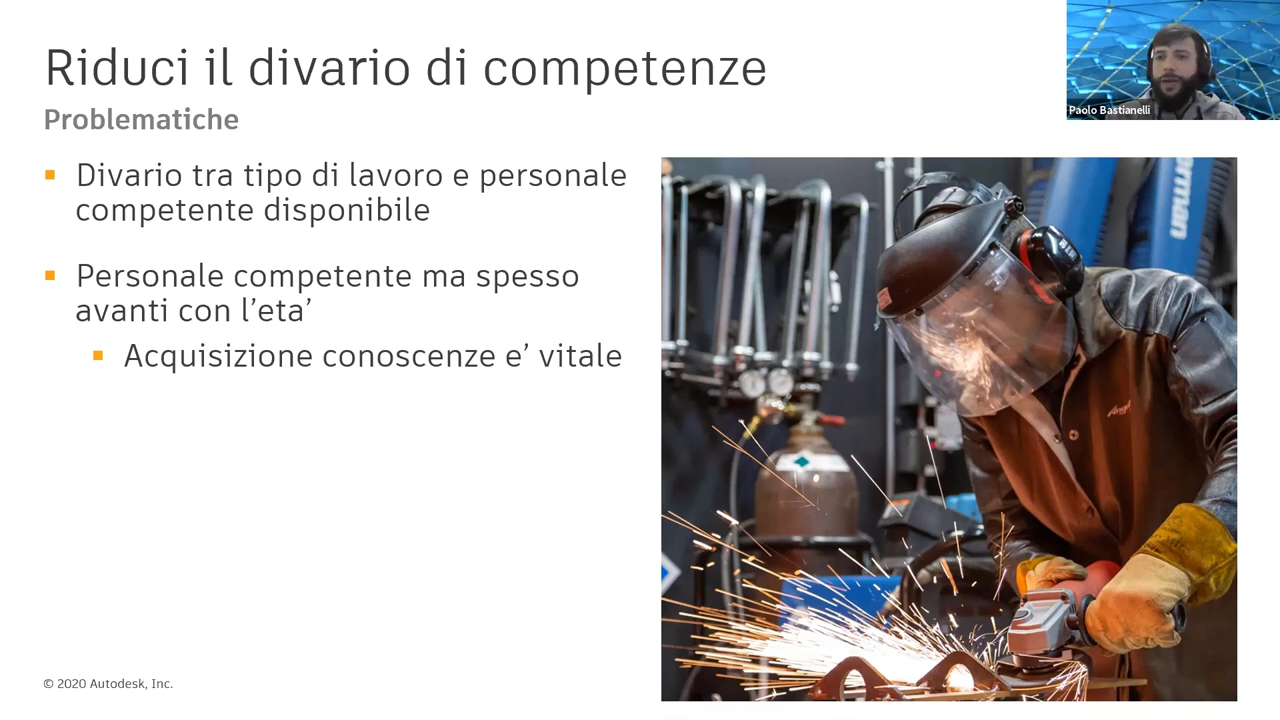 Riduci il divario di competenze
Problematiche
Paolo Bastianelli
Divario tra tipo di lavoro e personale
competente disponibile
Personale competente ma spesso
avanti con l’eta’
Acquisizione conoscenze e’ vitale
© 2020 Autodesk, Inc.